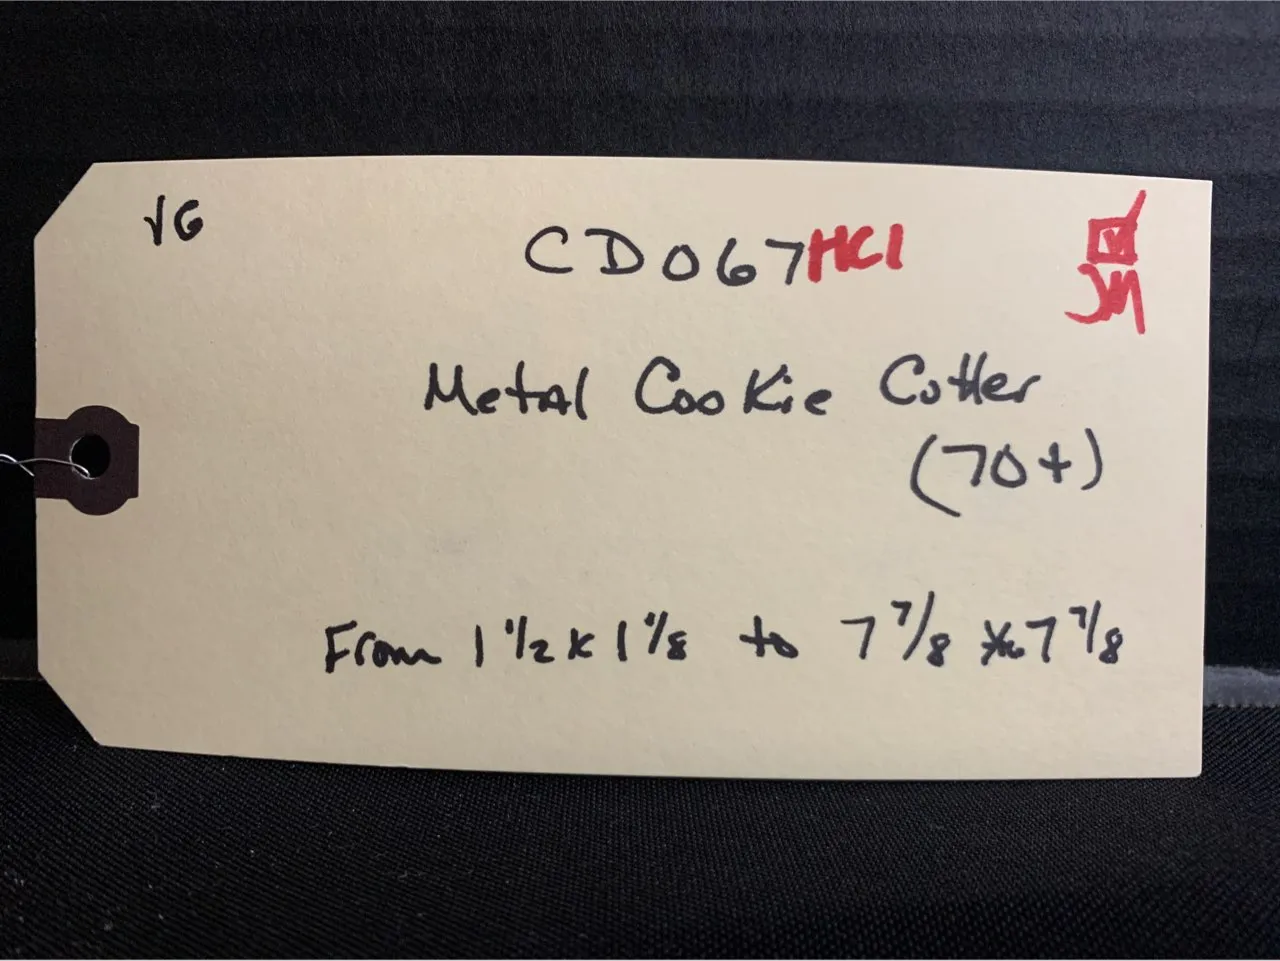 VG
CD067HC1
JM
Metal Cookie Cutter
(70+)
From 1 1/2 x 1 1/8 to 7 7/8 x 7 7/8